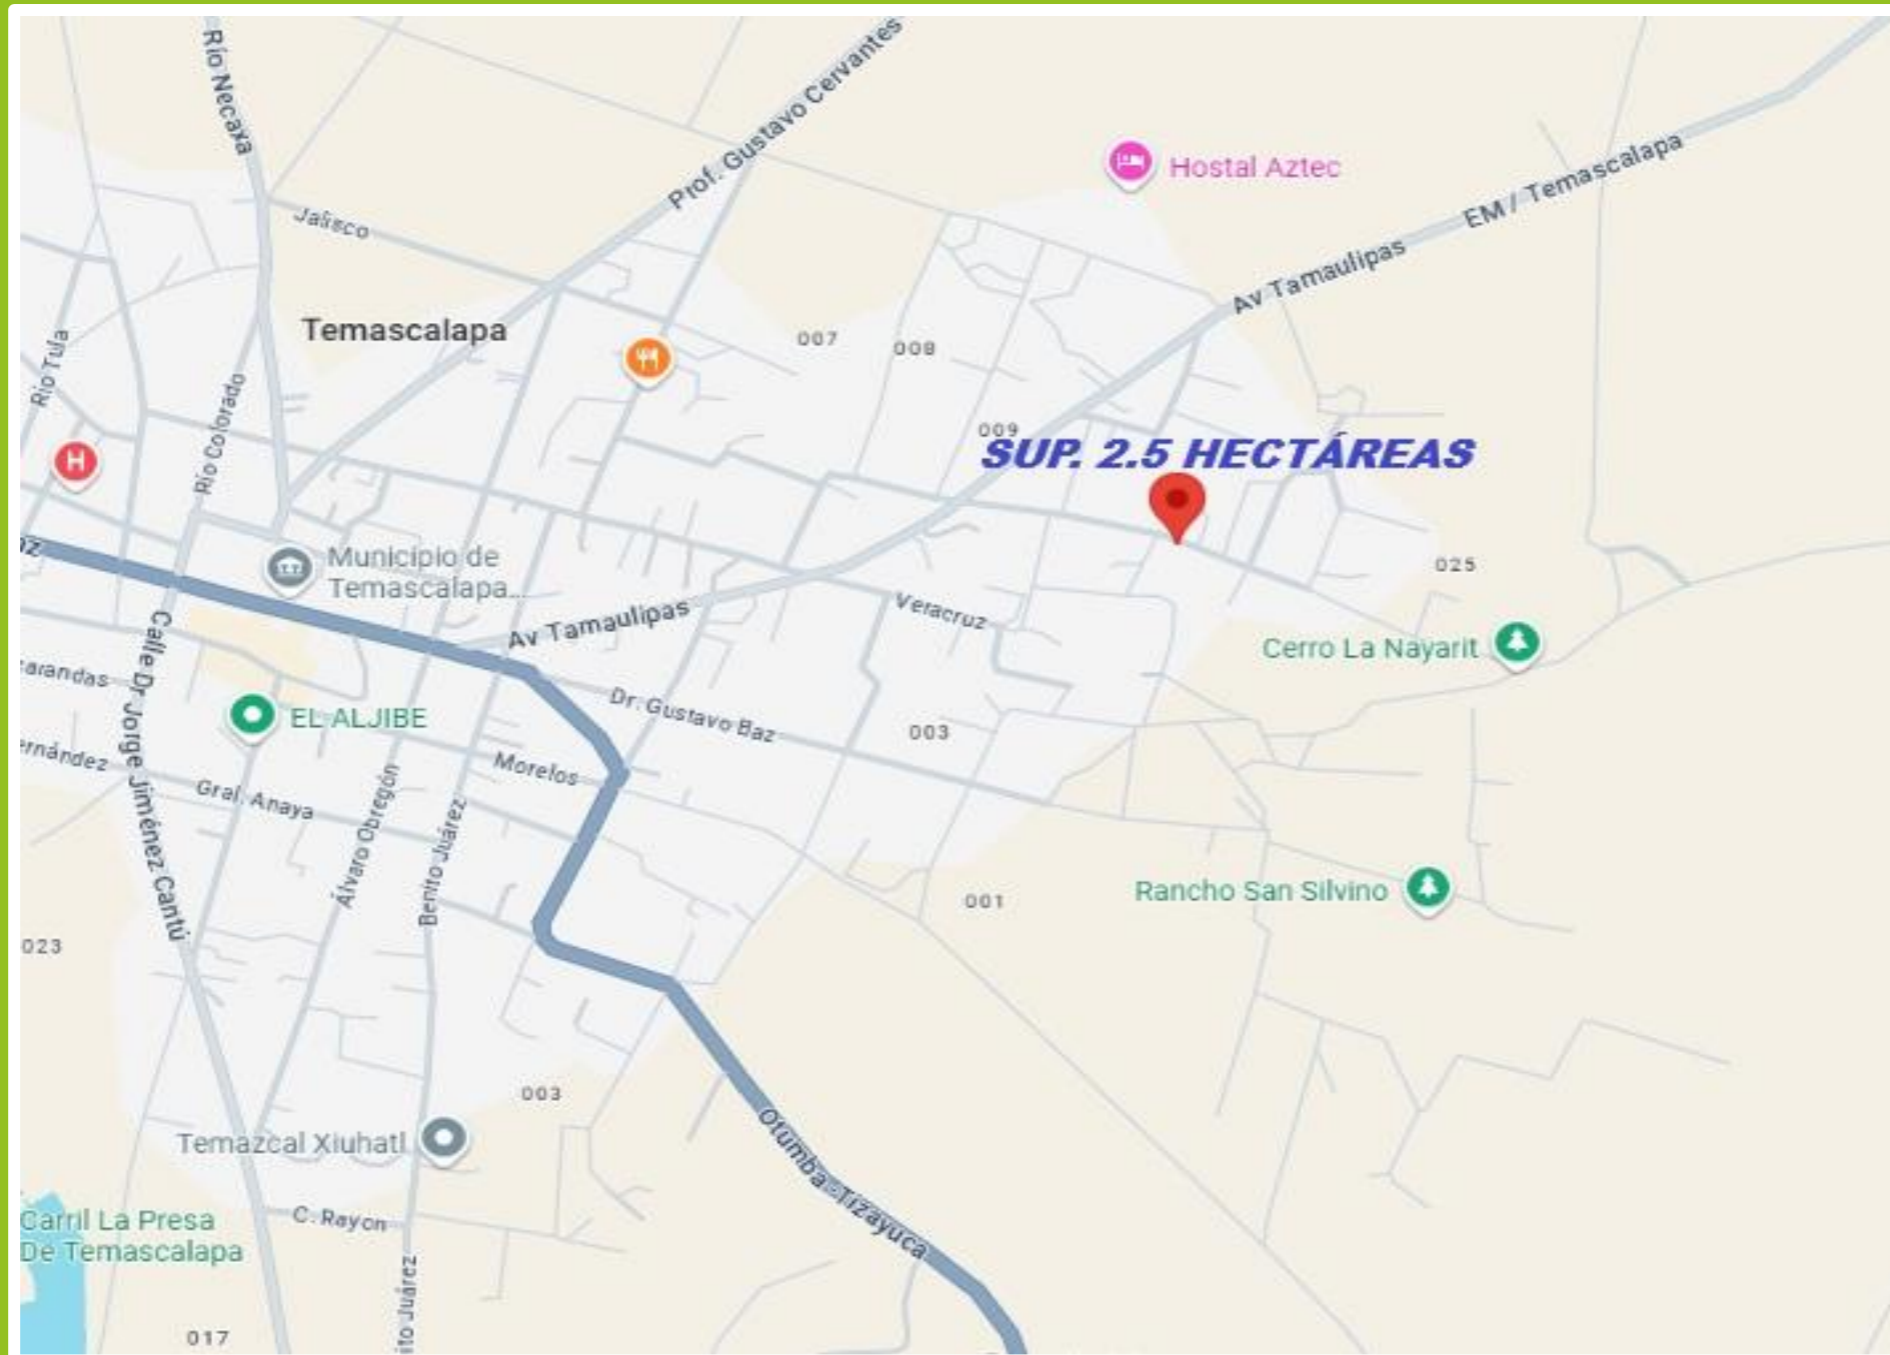 Río Necaxa
Prof. Gustavo Cervantes
Hostal Aztec
EM / Temascalapa
Jalisco
Av Tamaulipas
Temascalapa
007
008
Río Tula
Río Colorado
009
SUP. 2.5 HECTÁREAS
H
Municipio de
Temascalapa...
025
Veracruz
Av Tamaulipas
Cerro La Nayarit
Calle Dr Jorge Jiménez Cantú
Dr. Gustavo Baz
EL ALJIBE
003
Morelos
Gral. Anaya
Álvaro Obregón
Benito Juárez
Rancho San Silvino
001
023
003
Temazcal Xiuhatl
Otumba - Tizayuca
Carril La Presa
De Temascalapa
C. Rayon
ito Juárez
017